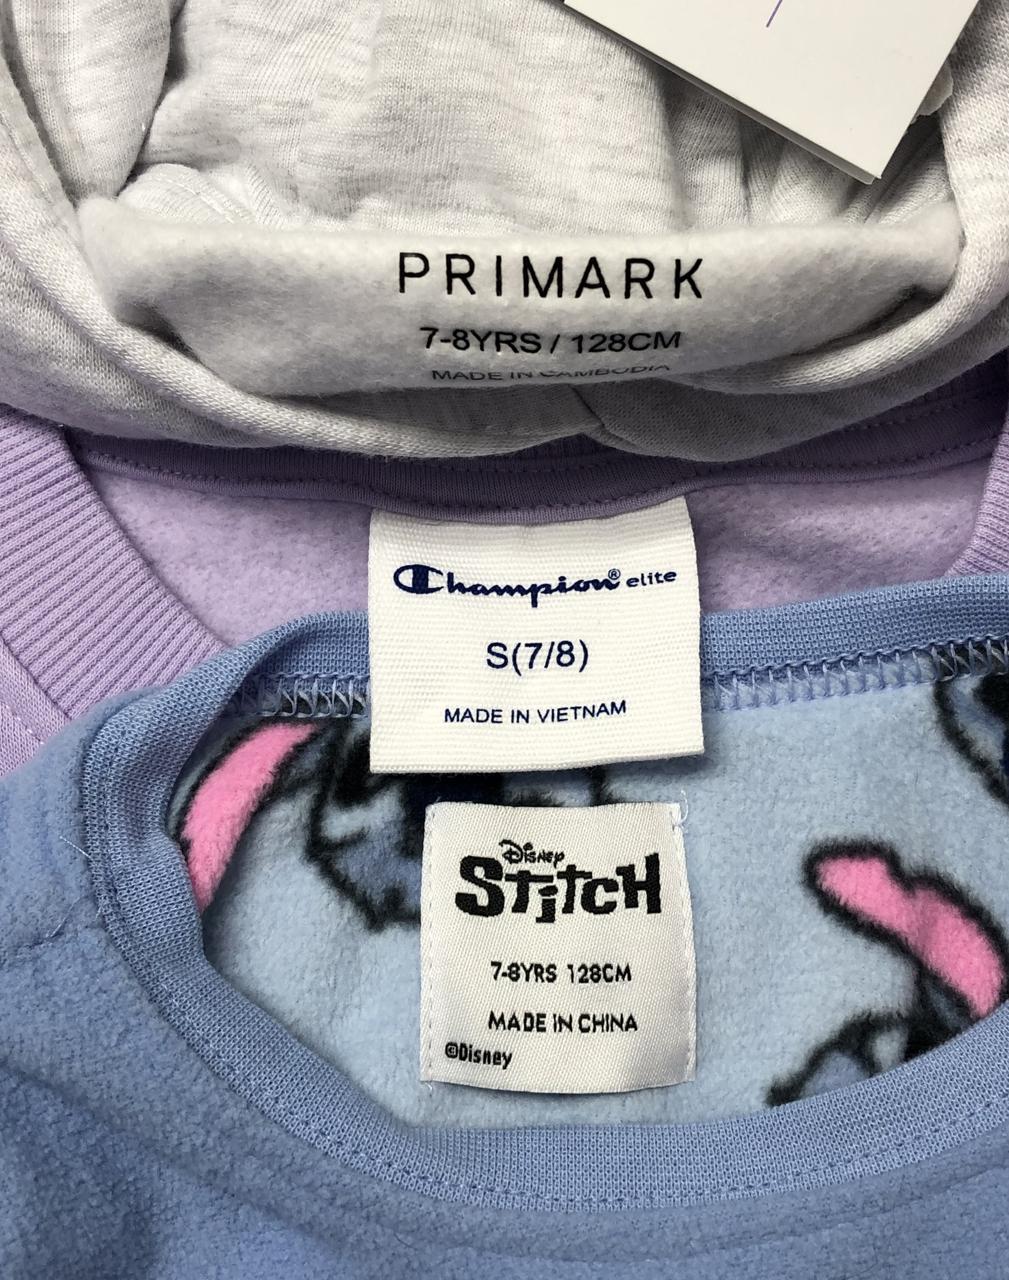 PRIMARK
7-8YRS / 128CM
MADE IN CAMBODIA
Champion® elite
S(7/8)
MADE IN VIETNAM
Disney
STITCH
7-8YRS 128CM
MADE IN CHINA
©Disney